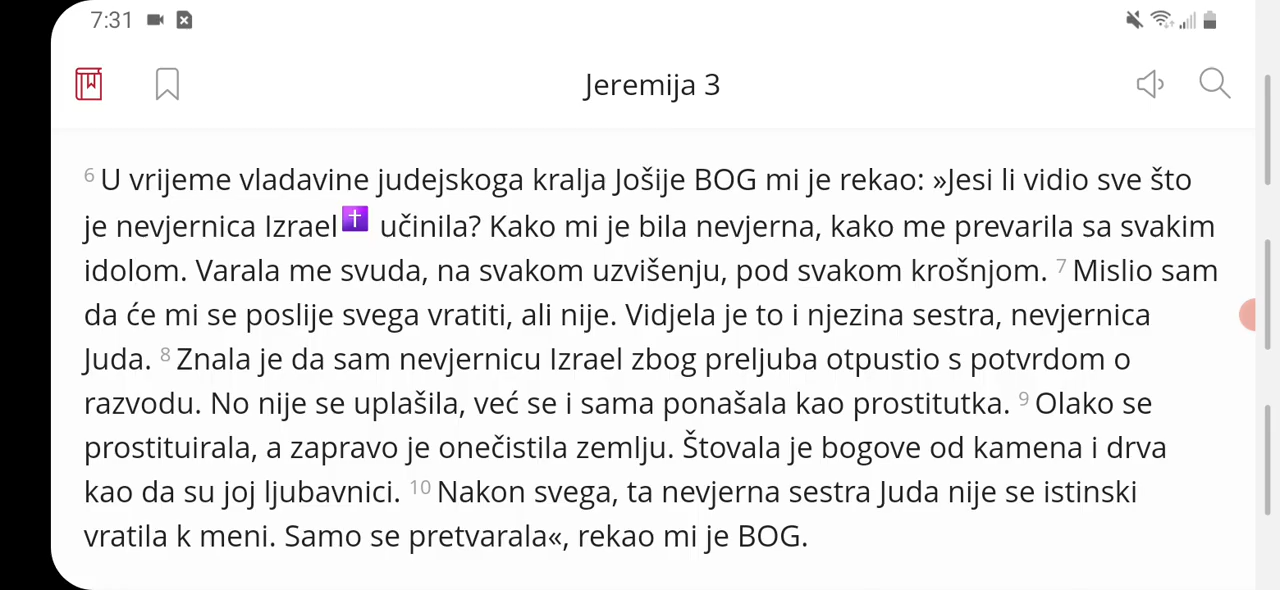 7:31
Jeremija 3
6 U vrijeme vladavine judejskoga kralja Jošije BOG mi je rekao: »Jesi li vidio sve što
je nevjernica Izrael✝️ učinila? Kako mi je bila nevjerna, kako me prevarila sa svakim
idolom. Varala me svuda, na svakom uzvišenju, pod svakom krošnjom. 7 Mislio sam
da će mi se poslije svega vratiti, ali nije. Vidjela je to i njezina sestra, nevjernica
Juda. 8 Znala je da sam nevjernicu Izrael zbog preljuba otpustio s potvrdom o
razvodu. No nije se uplašila, već se i sama ponašala kao prostitutka. 9 Olako se
prostituirala, a zapravo je onečistila zemlju. Štovala je bogove od kamena i drva
kao da su joj ljubavnici. 10 Nakon svega, ta nevjerna sestra Juda nije se istinski
vratila k meni. Samo se pretvarala«, rekao mi je BOG.